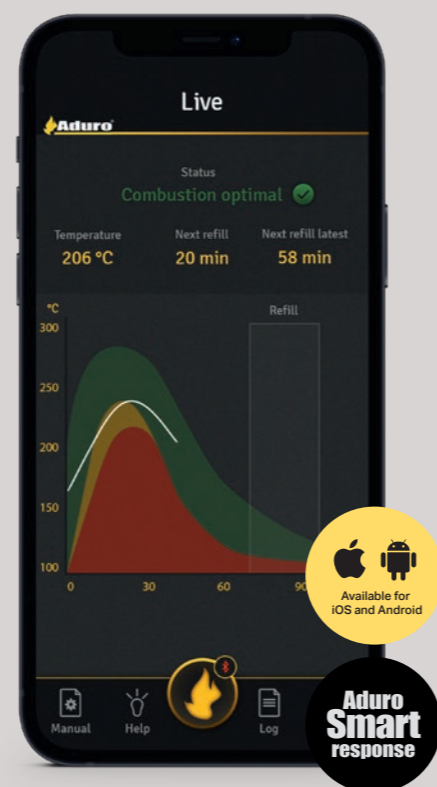 Live
Aduro
Status
Combustion optimal
Temperature
Next refill
Next refill latest
206 °C
20 min
58 min
°C
Refill
300
250
200
150
100
0
30
60
90
Available for
iOS and Android
Manual
Help
Log
Aduro
Smart
response